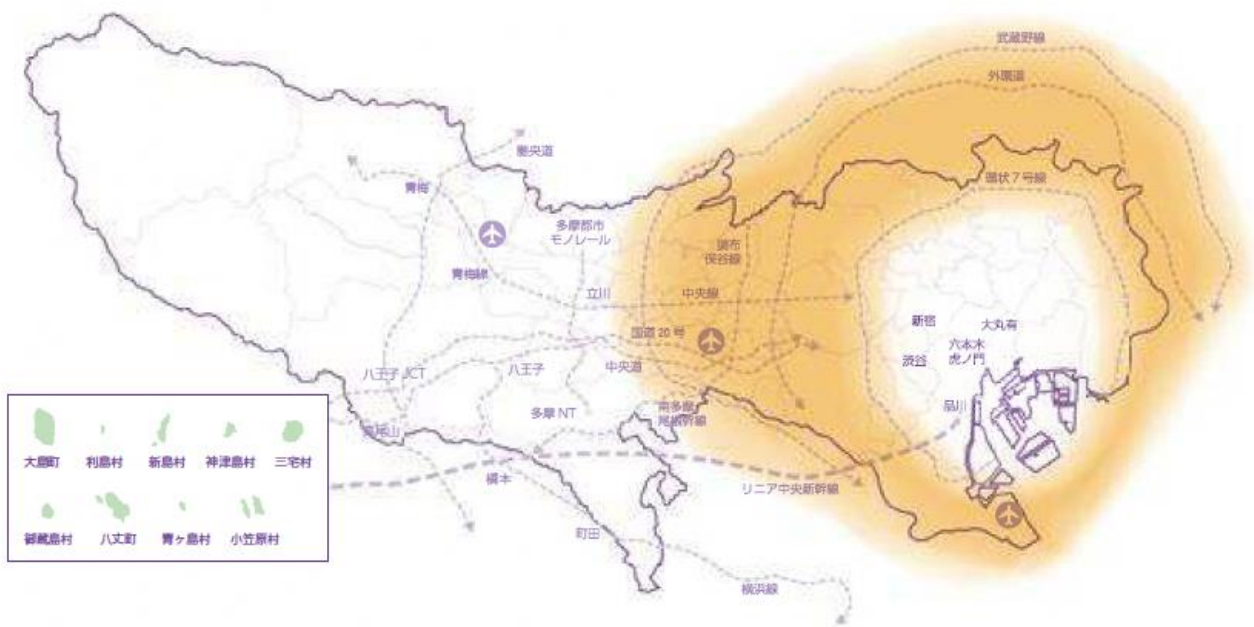 武蔵野線
外環道
圏央道
環状7号線
青梅
多摩都市
モノレール
調布
保谷線
青梅線
立川
中央線
新宿
大丸有
国道20号
六本木
虎ノ門
渋谷
八王子JCT
八王子
中央道
品川
多摩NT
南多摩
尾根幹線
高尾山
橋本
リニア中央新幹線
町田
横浜線
大島町
利島村
新島村
神津島村
三宅村
御蔵島村
八丈町
青ヶ島村
小笠原村